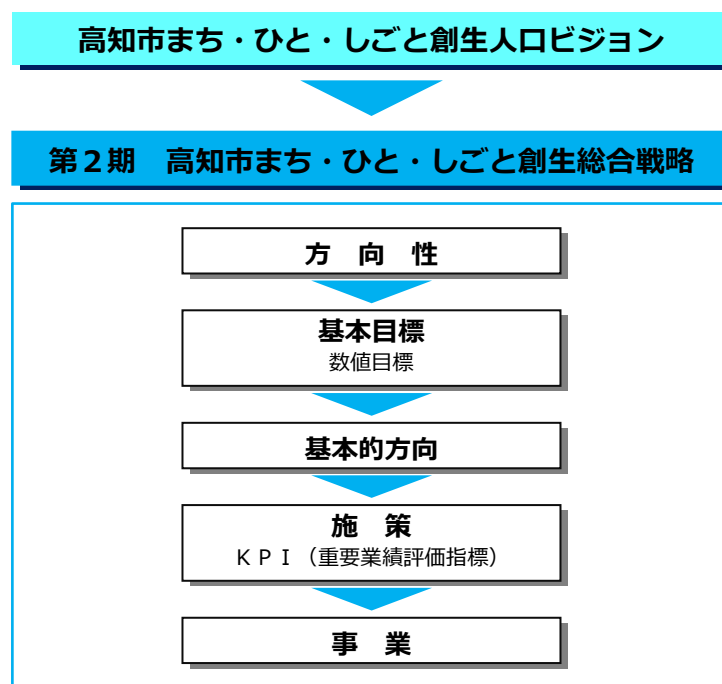 高知市まち・ひと・しごと創生人口ビジョン
第２期　高知市まち・ひと・しごと創生総合戦略
方　向　性
基本目標
数値目標
基本的方向
施　策
ＫＰＩ（重要業績評価指標）
事　業